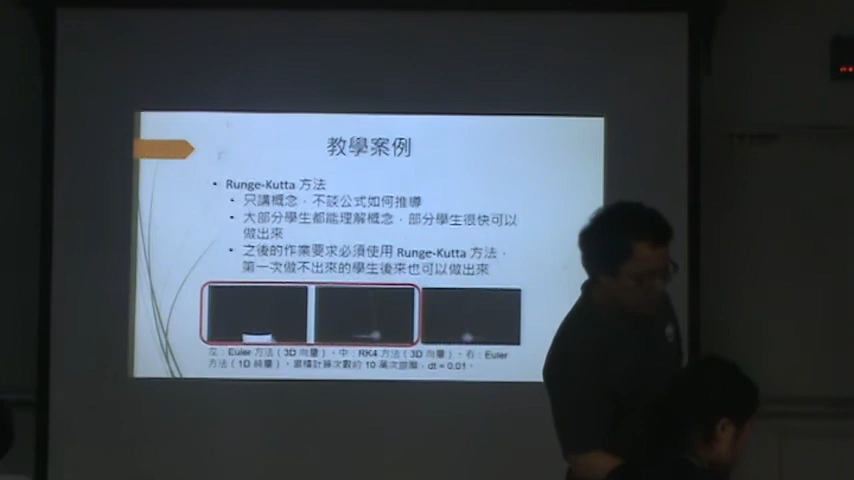 教學案例
• Runge-Kutta 方法
• 只講概念，不談公式如何推導
• 大部分學生都能理解概念，部分學生很快可以
做出來
• 之後的作業要求必須使用 Runge-Kutta 方法，
第一次做不出來的學生後來也可以做出來
左：Euler 方法（3D 向量）、中：RK4 方法（3D 向量）、右：Euler
方法（1D 純量）。累積計算次數約 10 萬次迴圈，dt = 0.01。